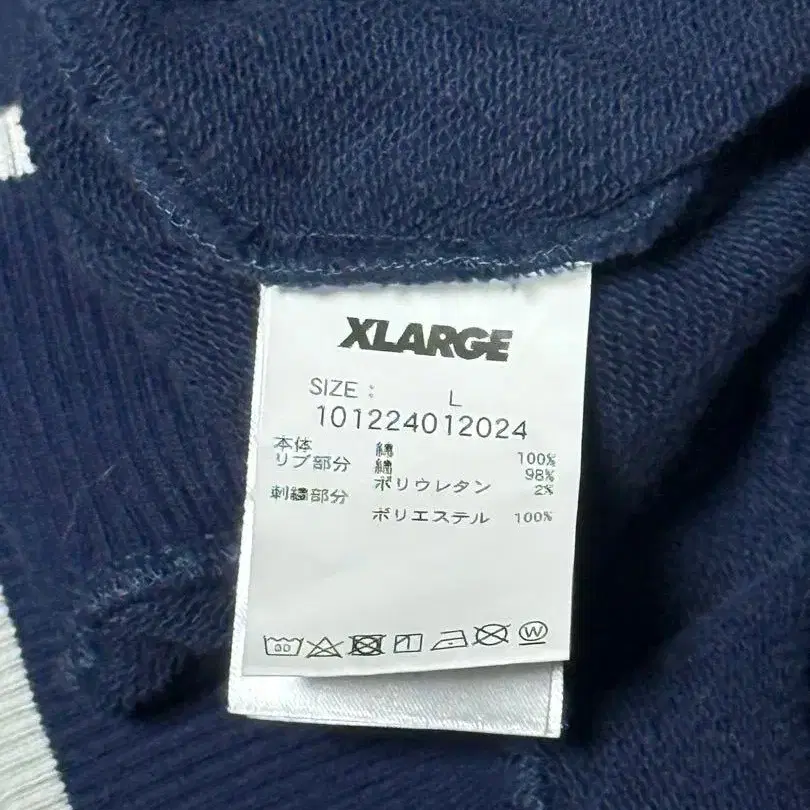 XLARGE
SIZE : L
101224012024
本体 綿 100%
リブ部分 綿 98%
ポリウレタン 2%
刺繍部分
ポリエステル 100%